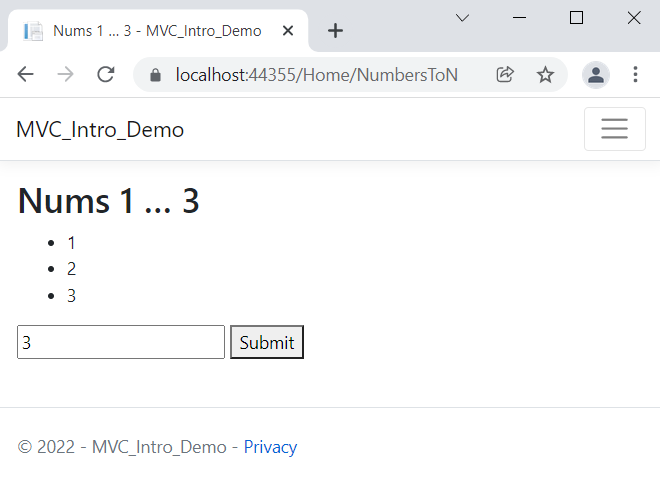 Nums 1 ... 3 - MVC_Intro_Demo
localhost:44355/Home/NumbersToN
MVC_Intro_Demo
Nums 1 ... 3
1
2
3
3 Submit
© 2022 - MVC_Intro_Demo - Privacy